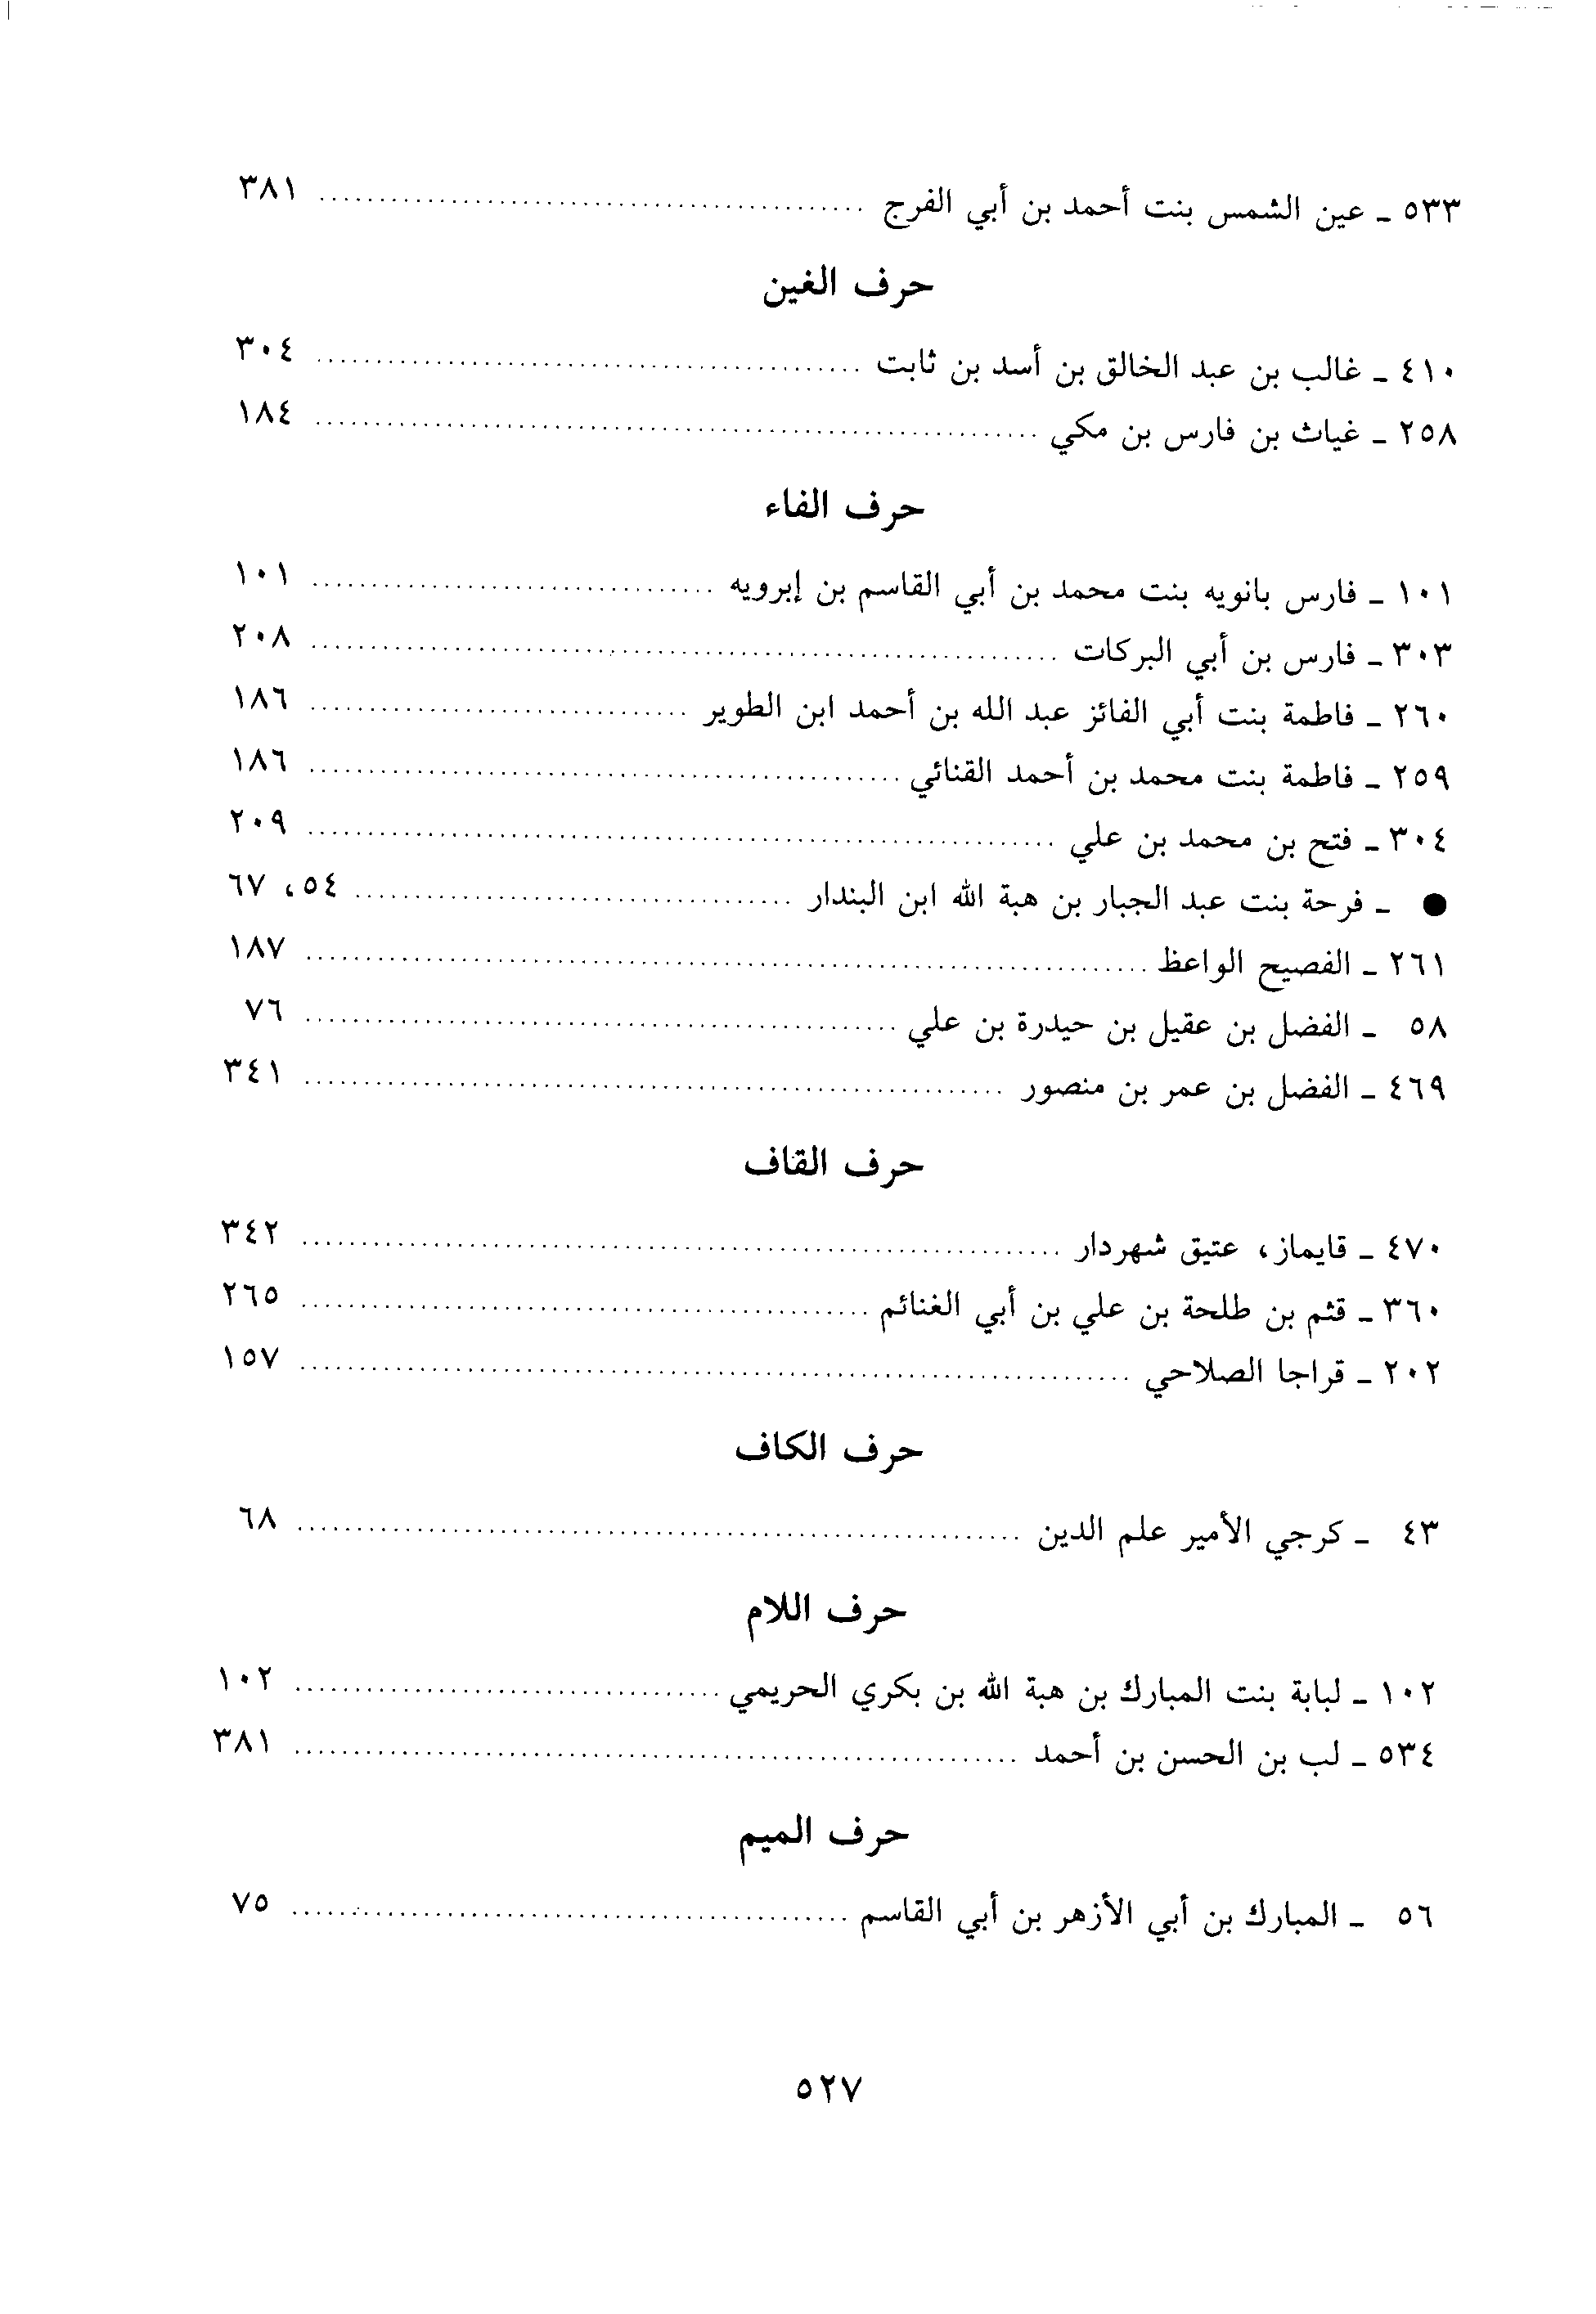 ٥٣٣ ـ عين الشمس بنت أحمد بن أبي الفرج ........ ٣٨١
حرف الغين
٤١٠ ـ غالب بن عبد الخالق بن أسد بن ثابت ........ ٣٠٤
٢٥٨ ـ غياث بن فارس بن مكي ........ ١٨٤
حرف الفاء
١٠١ ـ فارس بانويه بنت محمد بن أبي القاسم بن إبرويه ........ ١٠١
٣٠٣ ـ فارس بن أبي البركات ........ ٢٠٨
٢٦٠ ـ فاطمة بنت أبي الفائز عبد الله بن أحمد ابن الطوير ........ ١٨٦
٢٥٩ ـ فاطمة بنت محمد بن أحمد القنائي ........ ١٨٦
٣٠٤ ـ فتح بن محمد بن علي ........ ٢٠٩
● ـ فرحة بنت عبد الجبار بن هبة الله ابن البندار ........ ٥٤، ٦٧
٢٦١ ـ الفصيح الواعظ ........ ١٨٧
٥٨ ـ الفضل بن عقيل بن حيدرة بن علي ........ ٧٦
٤٦٩ ـ الفضل بن عمر بن منصور ........ ٣٤١
حرف القاف
٤٧٠ ـ قايماز، عتيق شهردار ........ ٣٤٢
٣٦٠ ـ قثم بن طلحة بن علي بن أبي الغنائم ........ ٢٦٥
٢٠٢ ـ قراجا الصلاحي ........ ١٥٧
حرف الكاف
٤٣ ـ كرجي الأمير علم الدين ........ ٦٨
حرف اللام
١٠٢ ـ لبابة بنت المبارك بن هبة الله بن بكري الحريمي ........ ١٠٢
٥٣٤ ـ لب بن الحسن بن أحمد ........ ٣٨١
حرف الميم
٥٦ ـ المبارك بن أبي الأزهر بن أبي القاسم ........ ٧٥
٥٢٧